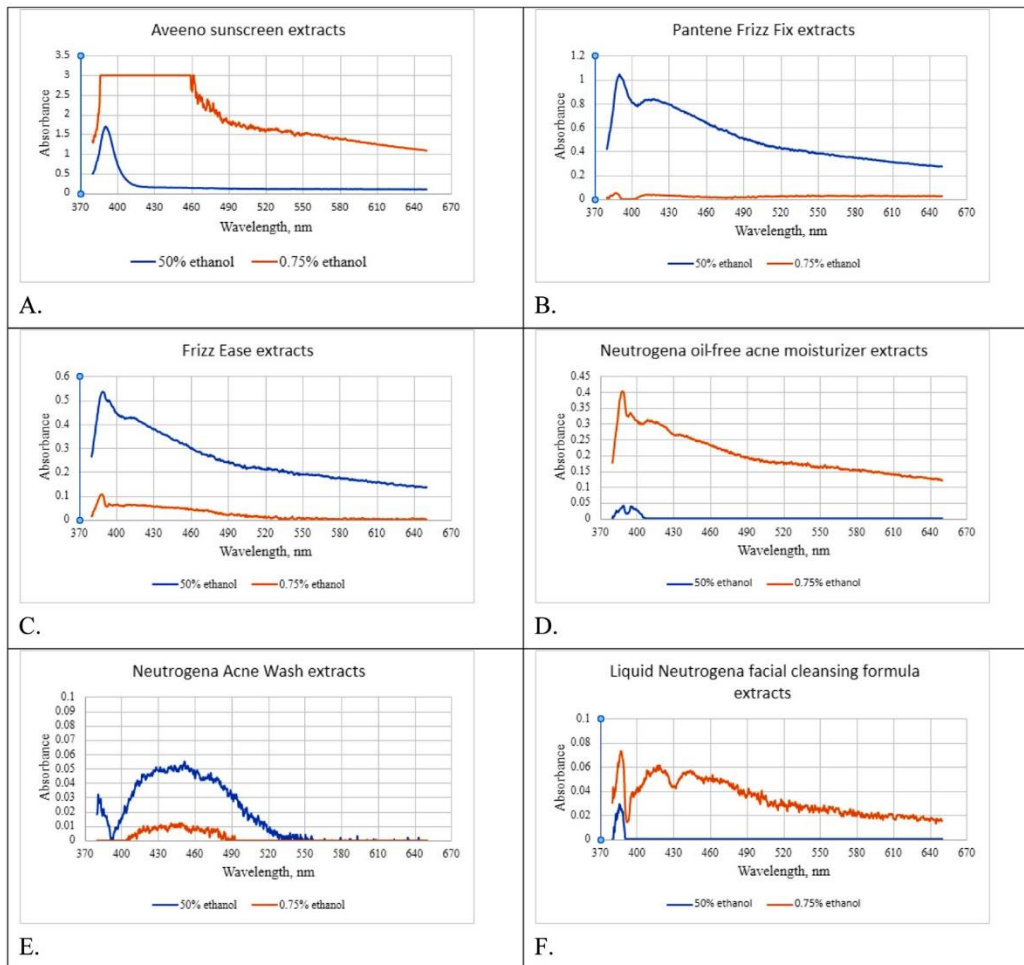 Aveeno sunscreen extracts
3.5
3
2.5
2
1.5
1
0.5
0
Absorbance
370 400 430 460 490 520 550 580 610 640 670
Wavelength, nm
50% ethanol 0.75% ethanol
A.
Pantene Frizz Fix extracts
1.2
1
0.8
0.6
0.4
0.2
0
Absorbance
370 400 430 460 490 520 550 580 610 640 670
Wavelength, nm
50% ethanol 0.75% ethanol
B.
Frizz Ease extracts
0.6
0.5
0.4
0.3
0.2
0.1
0
Absorbance
370 400 430 460 490 520 550 580 610 640 670
Wavelength, nm
50% ethanol 0.75% ethanol
C.
Neutrogena oil-free acne moisturizer extracts
0.45
0.4
0.35
0.3
0.25
0.2
0.15
0.1
0.05
0
Absorbance
370 400 430 460 490 520 550 580 610 640 670
Wavelength, nm
50% ethanol 0.75% ethanol
D.
Neutrogena Acne Wash extracts
0.1
0.09
0.08
0.07
0.06
0.05
0.04
0.03
0.02
0.01
0
Absorbance
370 400 430 460 490 520 550 580 610 640 670
Wavelength, nm
50% ethanol 0.75% ethanol
E.
Liquid Neutrogena facial cleansing formula
extracts
0.1
0.08
0.06
0.04
0.02
0
Absorbance
370 400 430 460 490 520 550 580 610 640 670
Wavelength, nm
50% ethanol 0.75% ethanol
F.